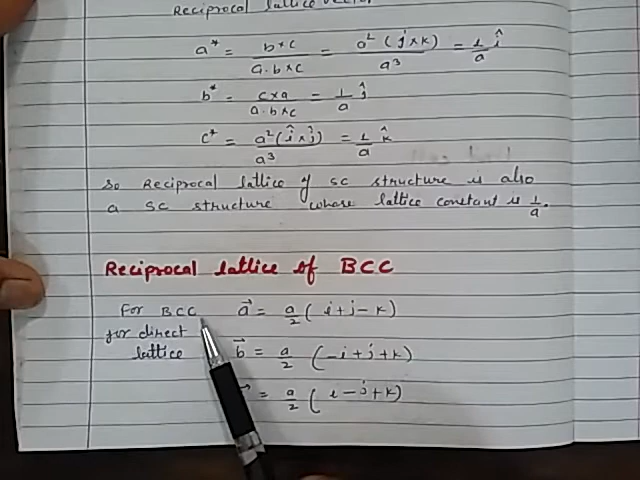 Reciprocal lattice vector
a* = b×c / a.b×c = a² (j×k) / a³ = 1/a î
b* = c×a / a.b×c = 1/a ĵ
c* = a² (î×ĵ) / a³ = 1/a k̂
So Reciprocal lattice of sc structure is also
a sc structure whose lattice constant is 1/a.
Reciprocal lattice of BCC
For BCC a⃗ = a/2 (i+j-k)
for direct
lattice b⃗ = a/2 (-i+j+k)
= a/2 (i-j+k)